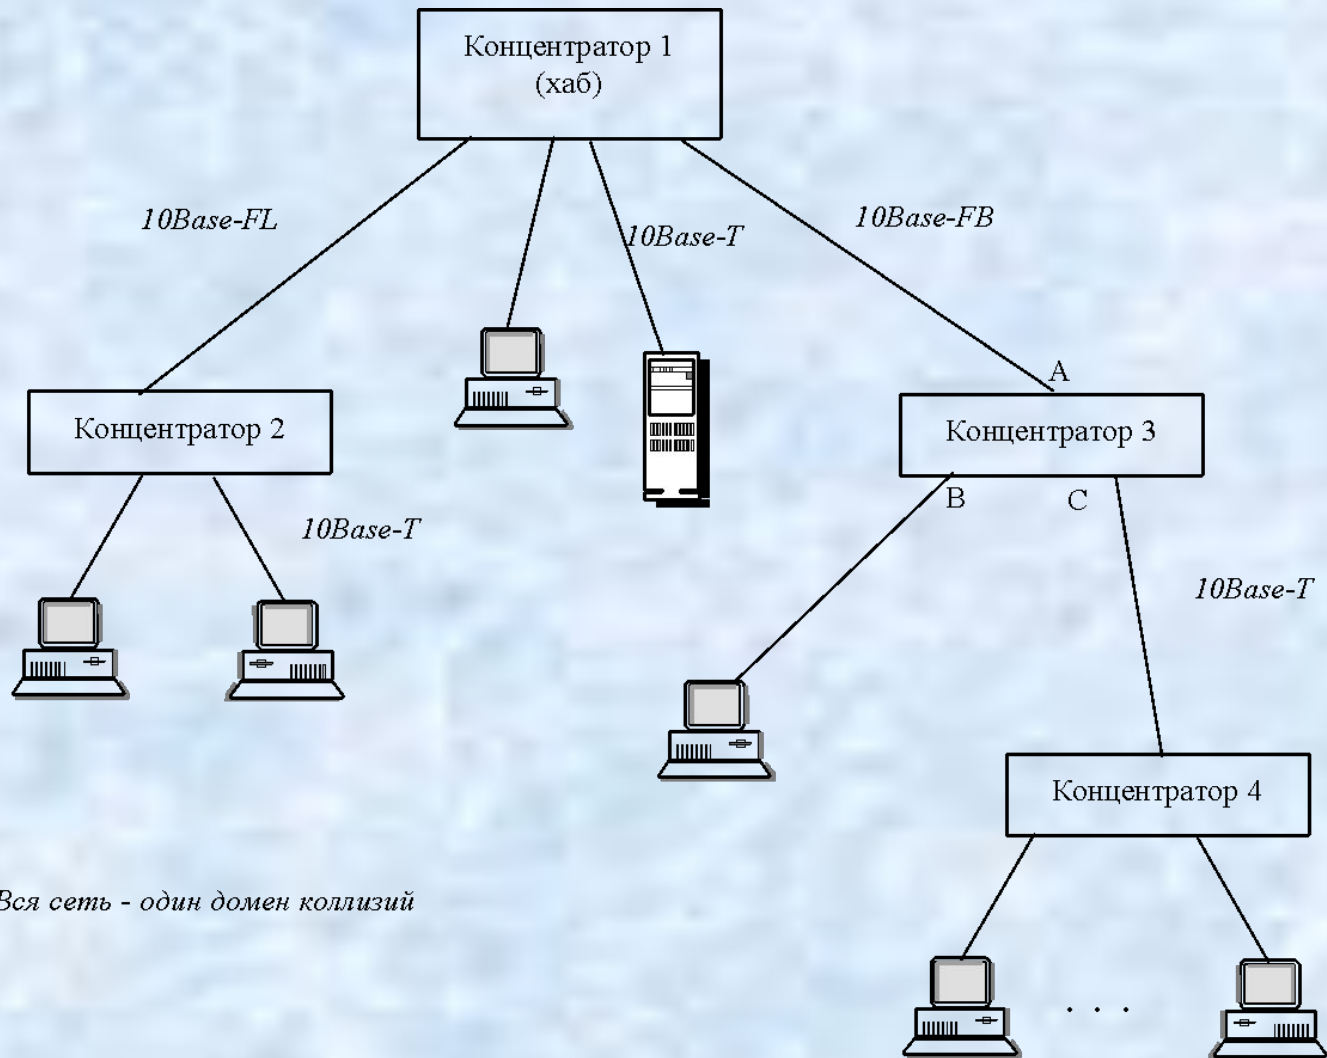 Концентратор 1
(хаб)
10Base-FL
10Base-T
10Base-FB
A
Концентратор 2
Концентратор 3
B
C
10Base-T
10Base-T
Концентратор 4
Вся сеть - один домен коллизий
. . .